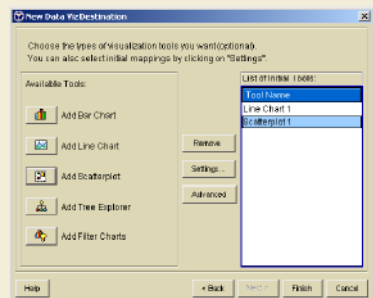 New Data VizDestination
Choose the types of visualization tools you want(optional).
You can also select initial mappings by clicking on "Settings".
Available Tools:
Add Bar Chart
Add Line Chart
Add Scatterplot
Add Tree Explorer
Add Filter Charts
Remove
Settings...
Advanced
List of Initial Tools:
Tool Name
Line Chart 1
Scatterplot 1
Help
< Back
Next >
Finish
Cancel